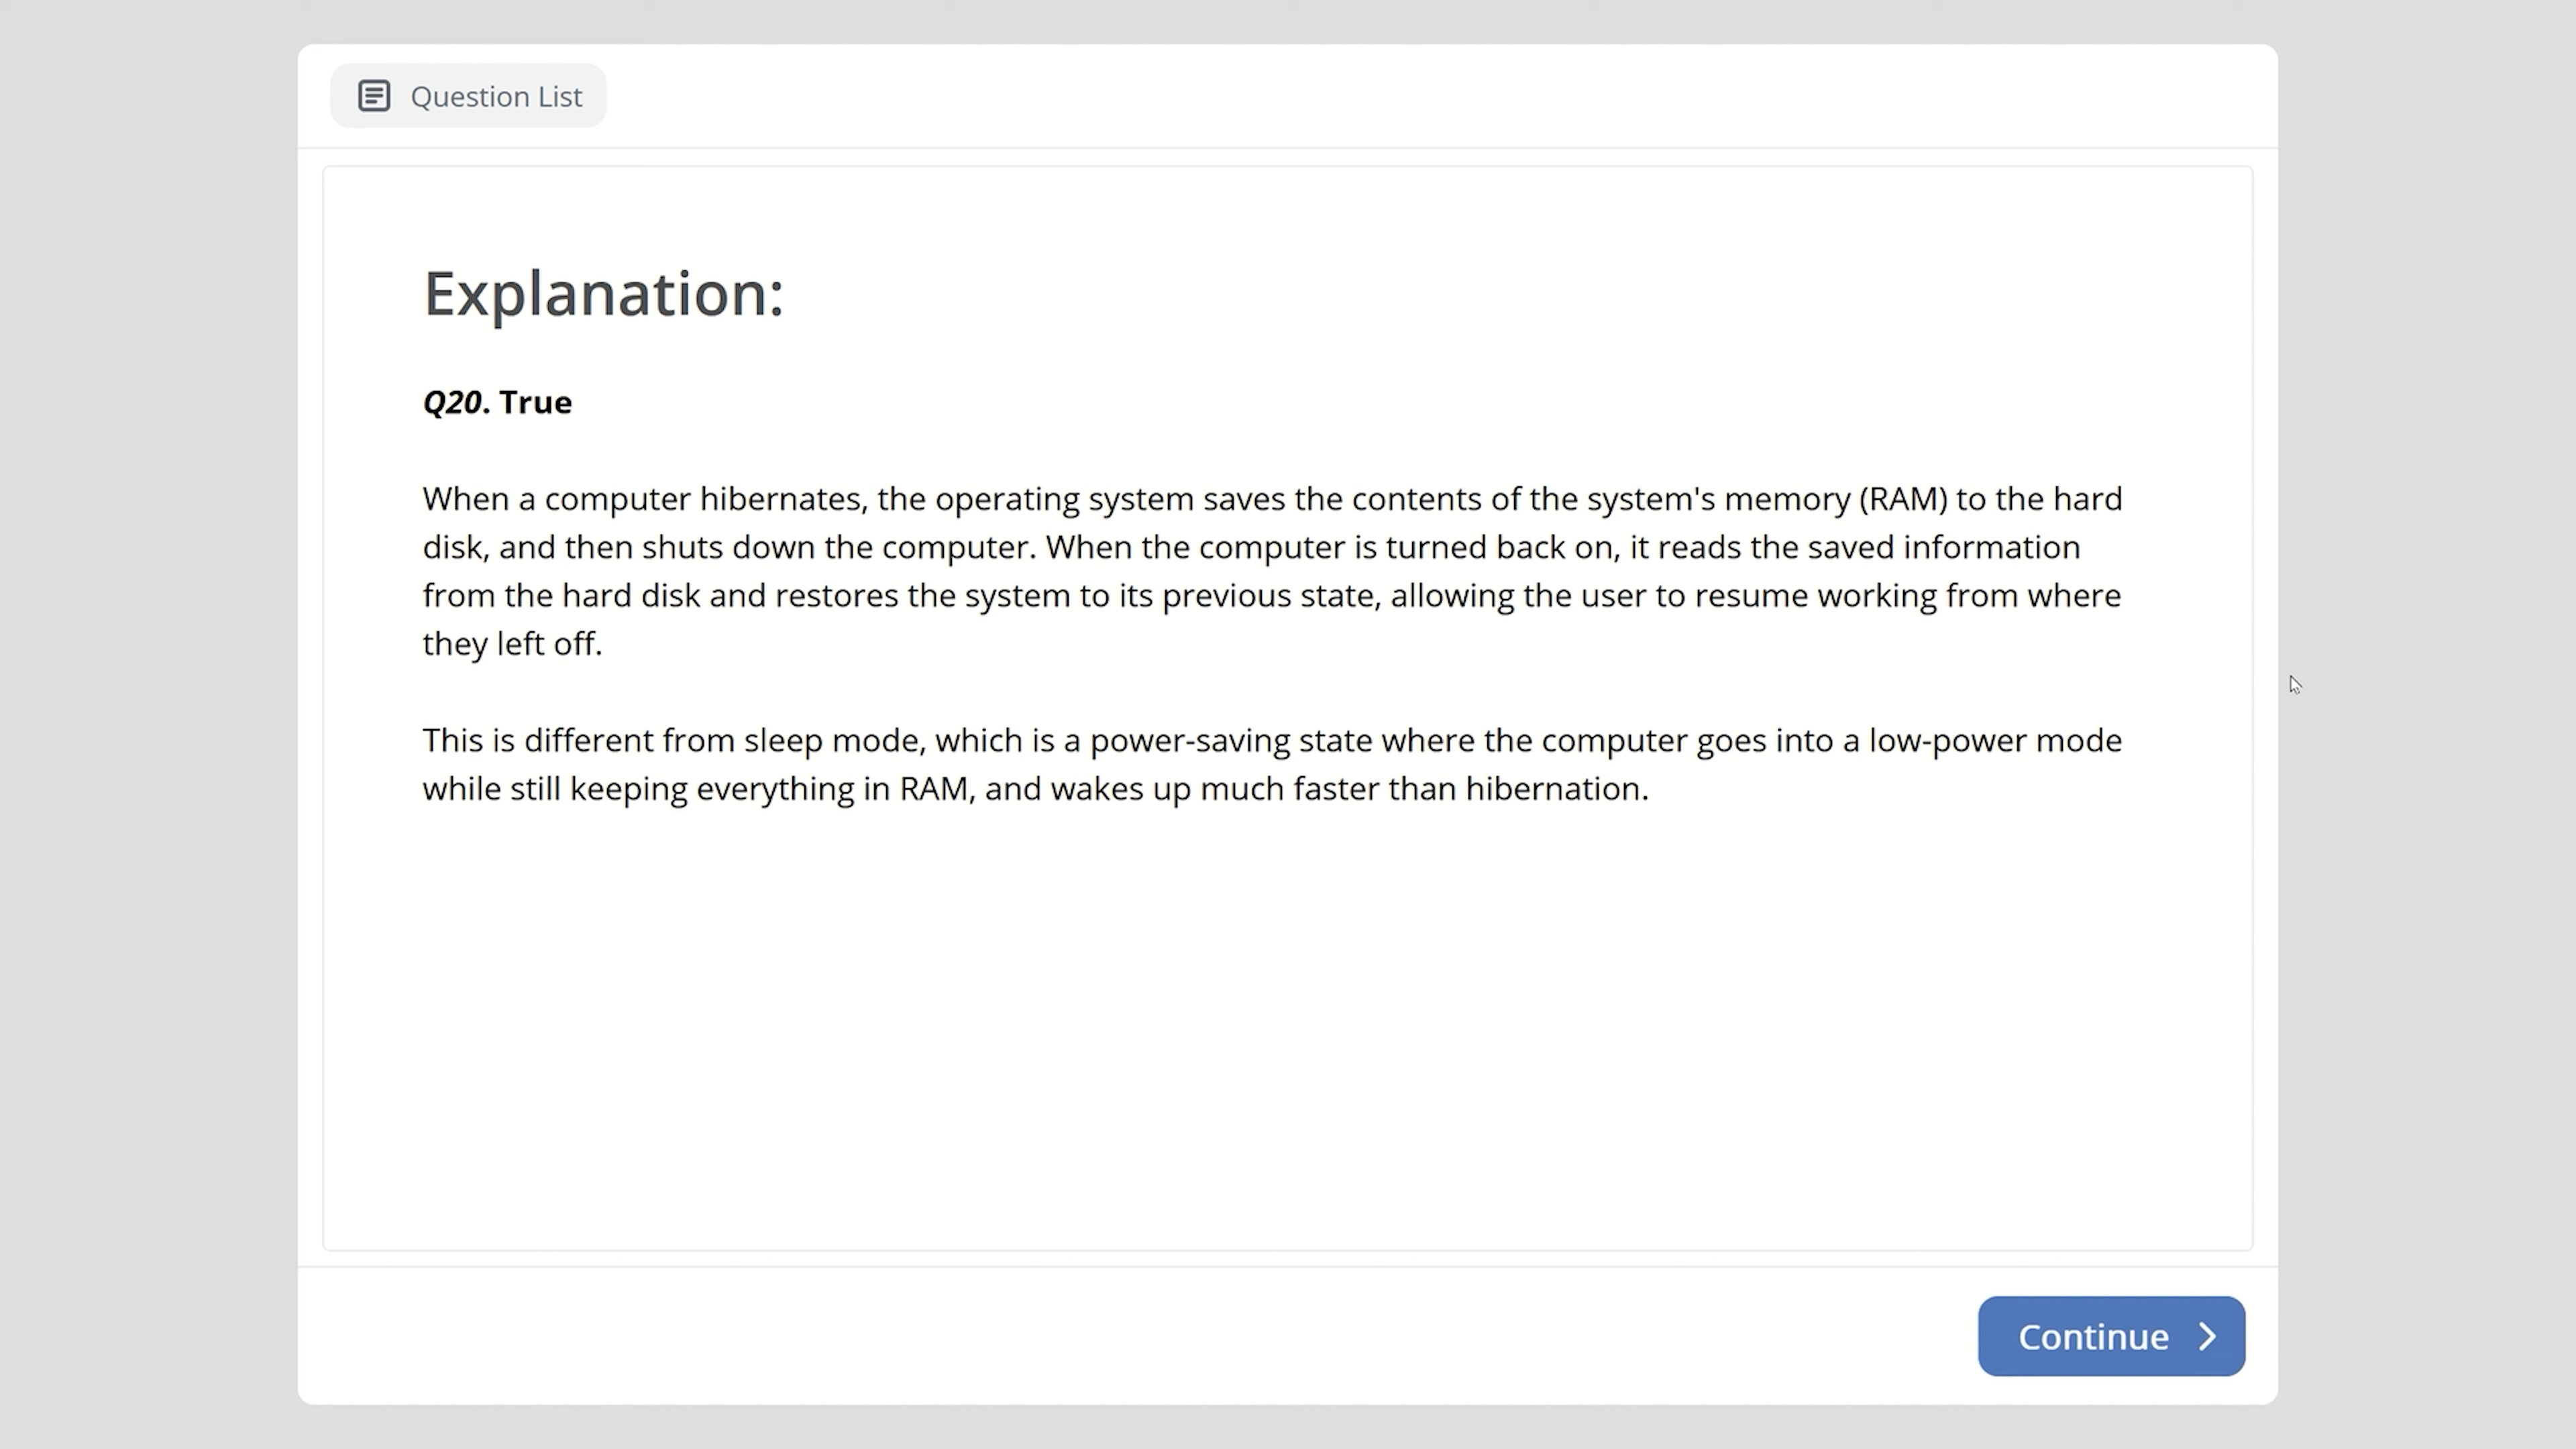 Question List
Explanation:
Q20. True
When a computer hibernates, the operating system saves the contents of the system's memory (RAM) to the hard
disk, and then shuts down the computer. When the computer is turned back on, it reads the saved information
from the hard disk and restores the system to its previous state, allowing the user to resume working from where
they left off.
This is different from sleep mode, which is a power-saving state where the computer goes into a low-power mode
while still keeping everything in RAM, and wakes up much faster than hibernation.
Continue